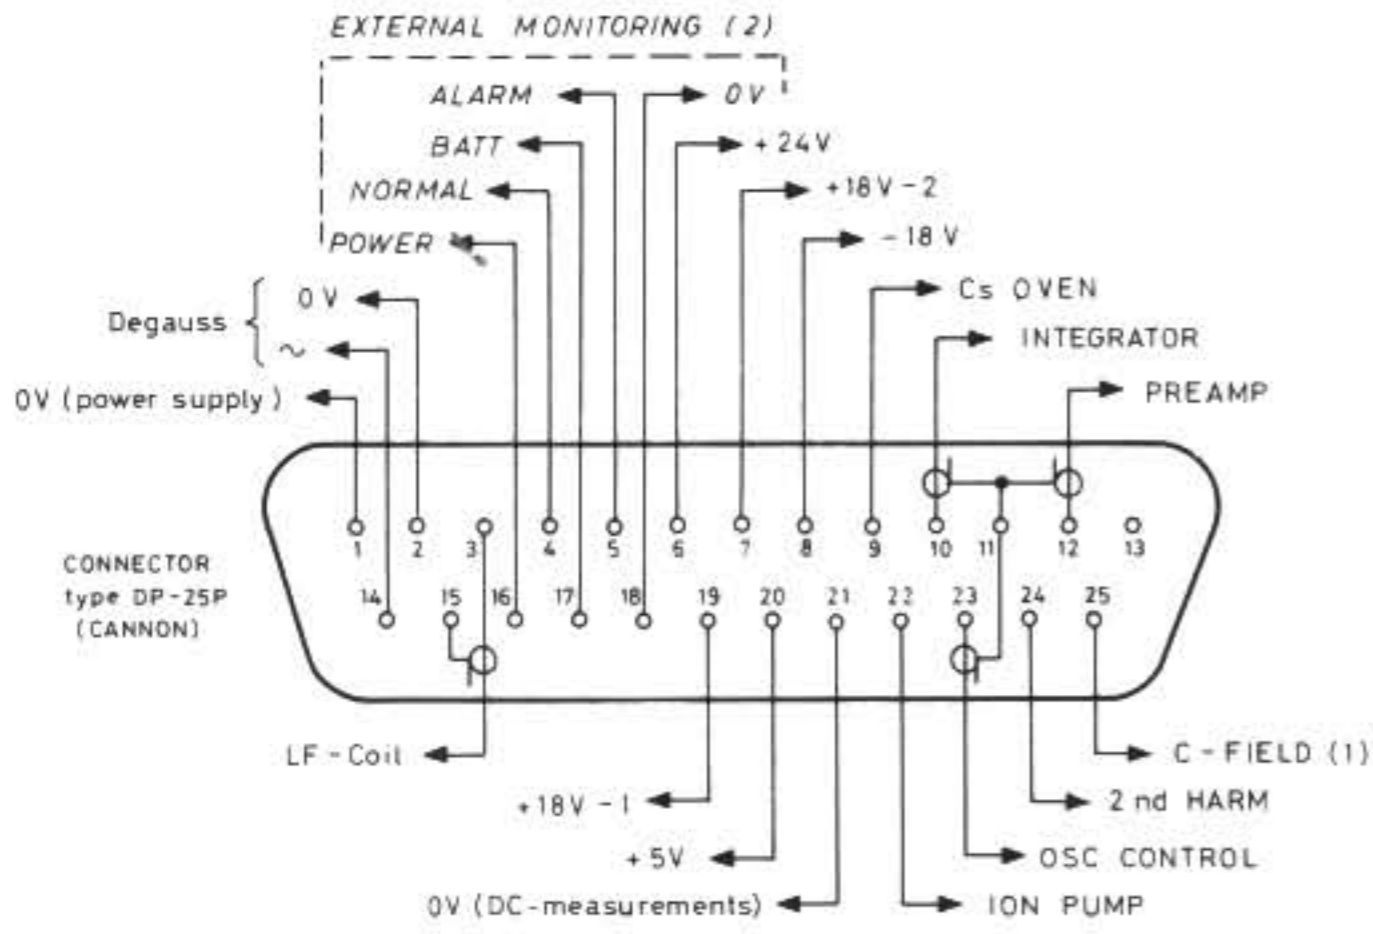 EXTERNAL MONITORING (2)
ALARM
0V
BATT
+24V
NORMAL
+18V-2
POWER
-18V
Degauss
0V
~
Cs OVEN
INTEGRATOR
0V (power supply)
PREAMP
1 2 3 4 5 6 7 8 9 10 11 12 13
CONNECTOR
type DP-25P
(CANNON)
14 15 16 17 18 19 20 21 22 23 24 25
LF-Coil
C-FIELD (1)
+18V-1
2nd HARM
+5V
OSC CONTROL
0V (DC-measurements)
ION PUMP